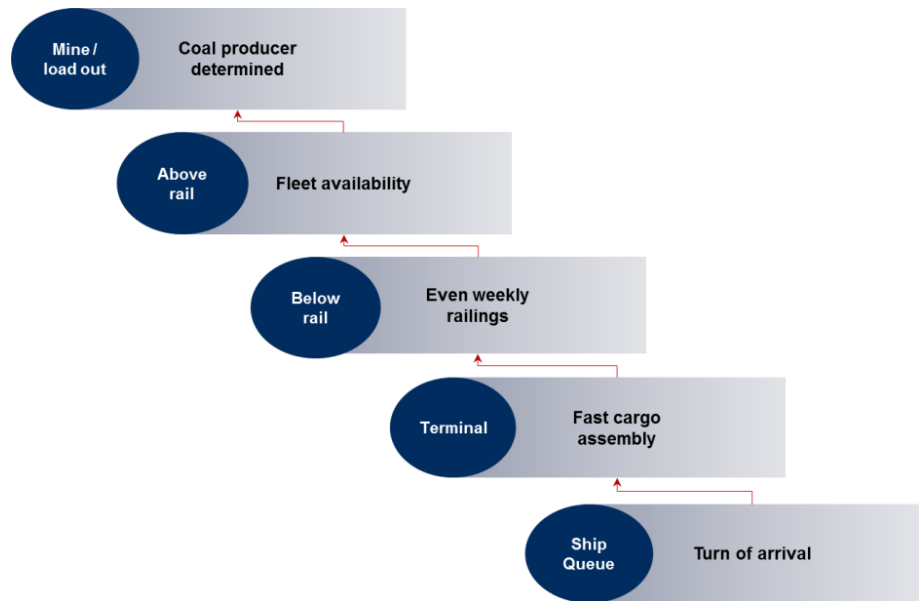 Mine /
load out
Coal producer
determined
Above
rail
Fleet availability
Below
rail
Even weekly
railings
Terminal
Fast cargo
assembly
Ship
Queue
Turn of arrival